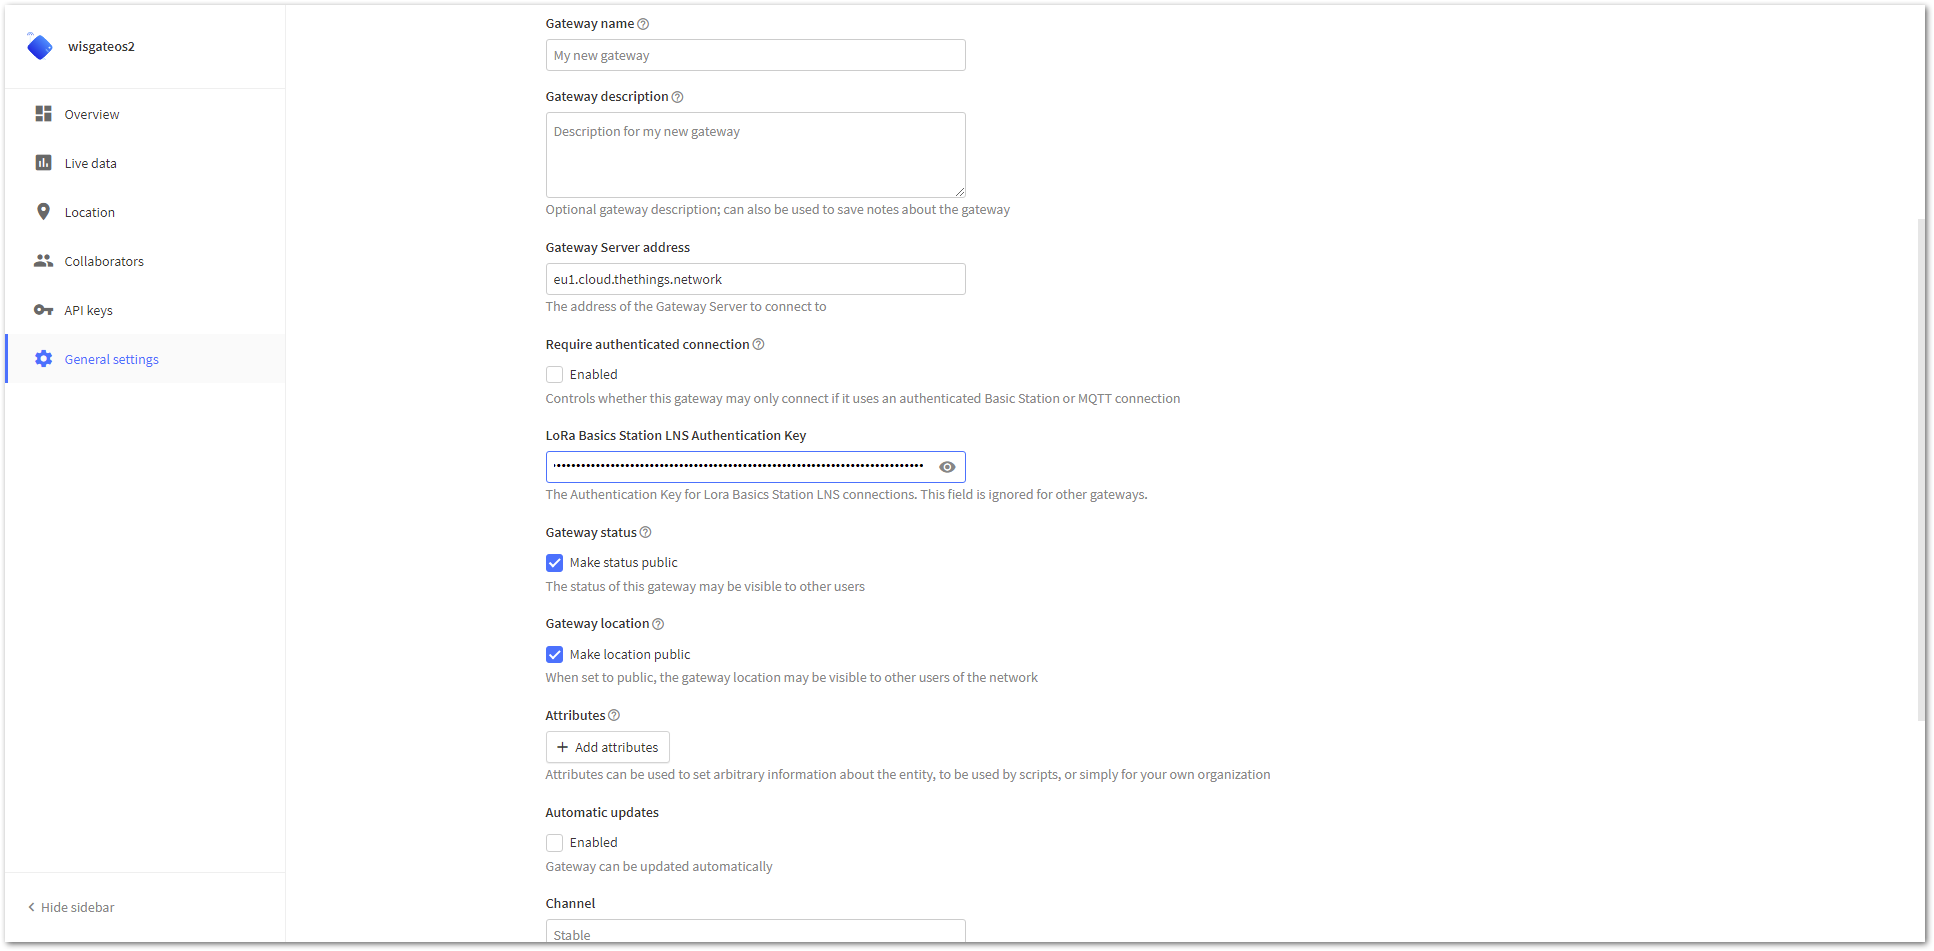 wisgateos2
Overview
Live data
Location
Collaborators
API keys
General settings
Hide sidebar
Gateway name
My new gateway
Gateway description
Description for my new gateway
Optional gateway description; can also be used to save notes about the gateway
Gateway Server address
eu1.cloud.thethings.network
The address of the Gateway Server to connect to
Require authenticated connection
Enabled
Controls whether this gateway may only connect if it uses an authenticated Basic Station or MQTT connection
LoRa Basics Station LNS Authentication Key
The Authentication Key for Lora Basics Station LNS connections. This field is ignored for other gateways.
Gateway status
Make status public
The status of this gateway may be visible to other users
Gateway location
Make location public
When set to public, the gateway location may be visible to other users of the network
Attributes
+ Add attributes
Attributes can be used to set arbitrary information about the entity, to be used by scripts, or simply for your own organization
Automatic updates
Enabled
Gateway can be updated automatically
Channel
Stable